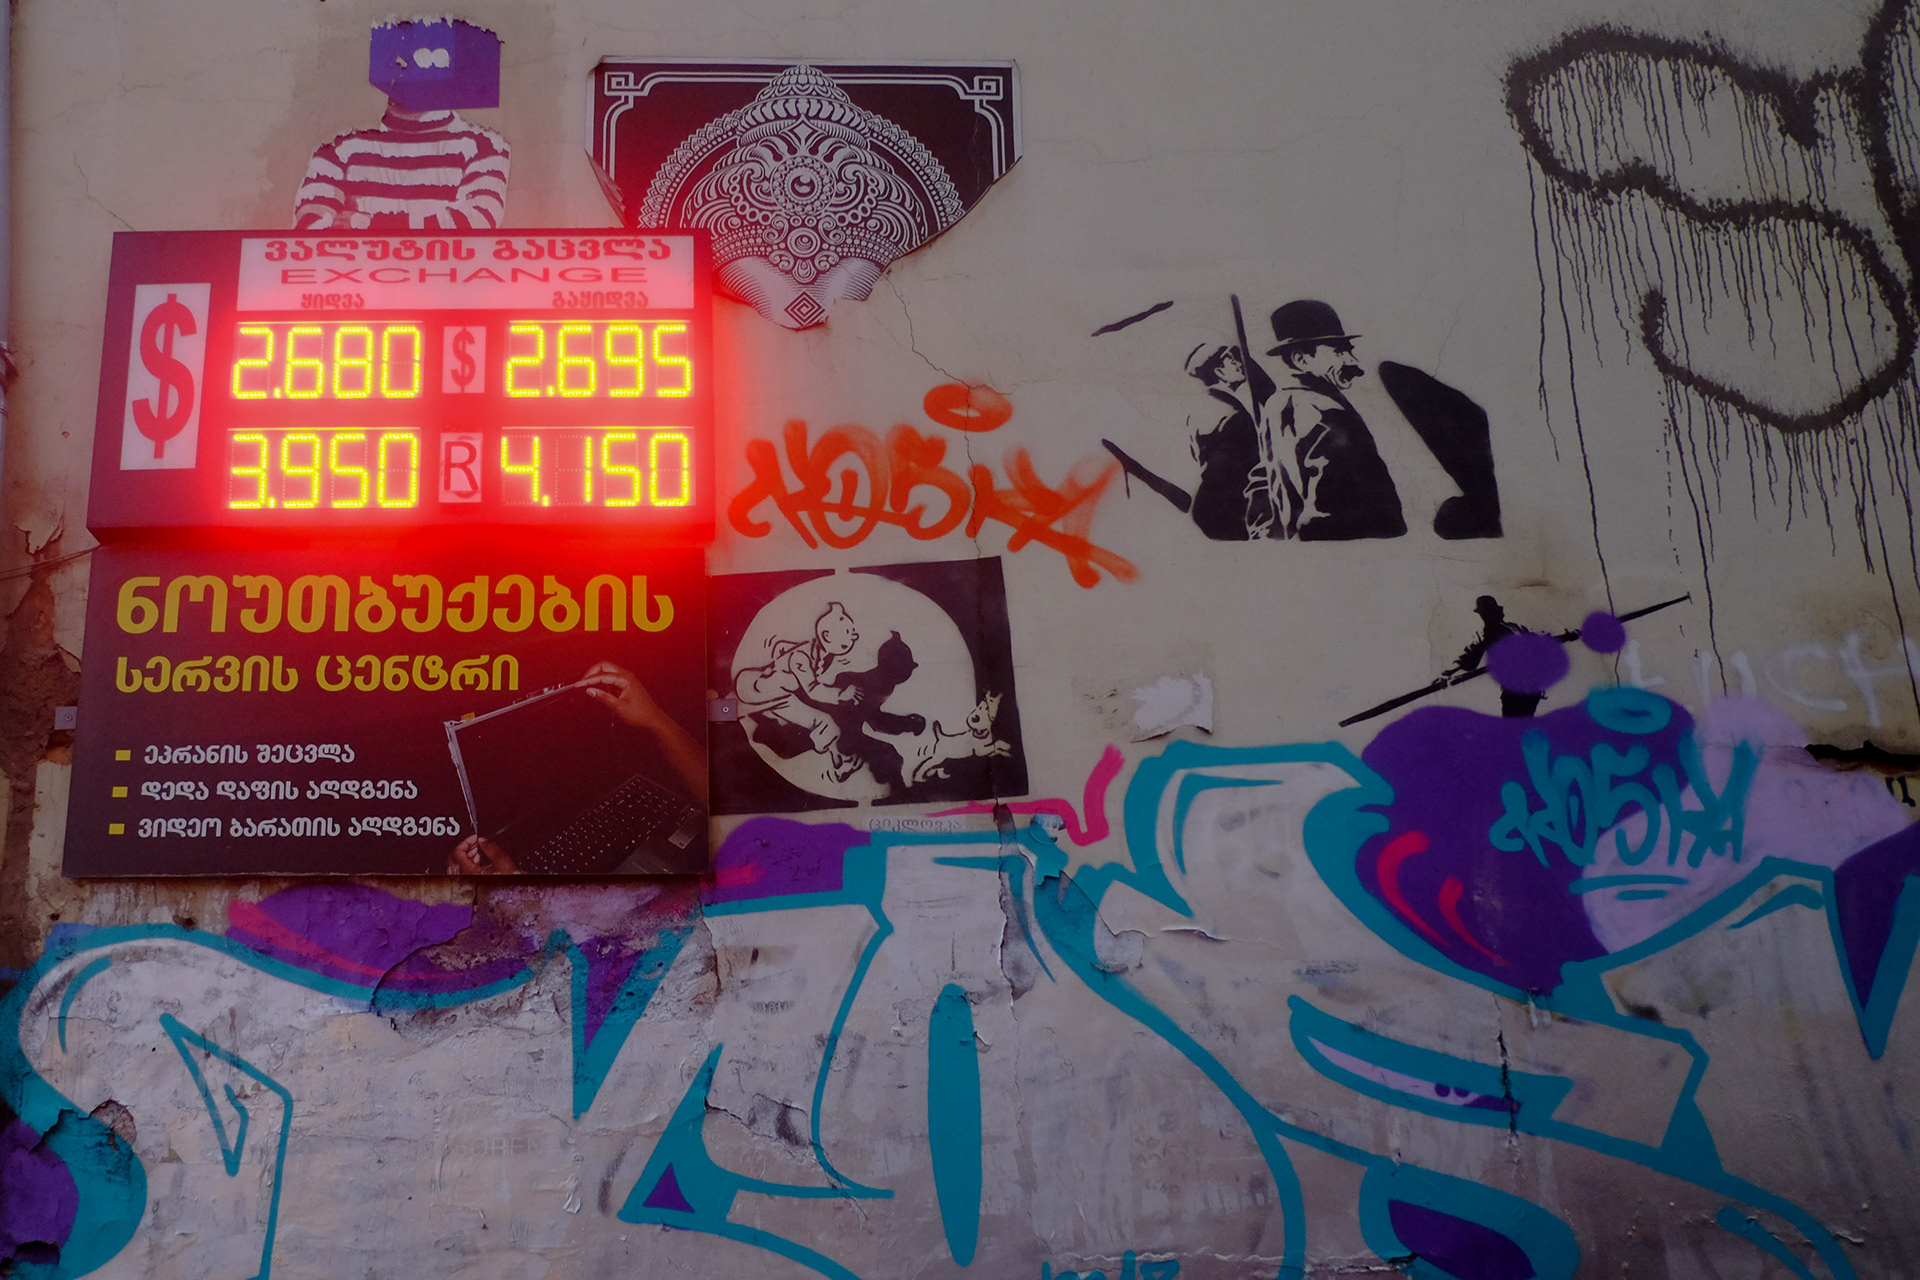 ვალუტის გაცვლა
EXCHANGE
ყიდვა გაყიდვა
$ 2.680 $ 2.695
3.950 R 4.150
ნოუთბუქების
სერვის ცენტრი
ეკრანის შეცვლა
დედა დაფის აღდგენა
ვიდეო ბარათის აღდგენა
ციკლოვკა